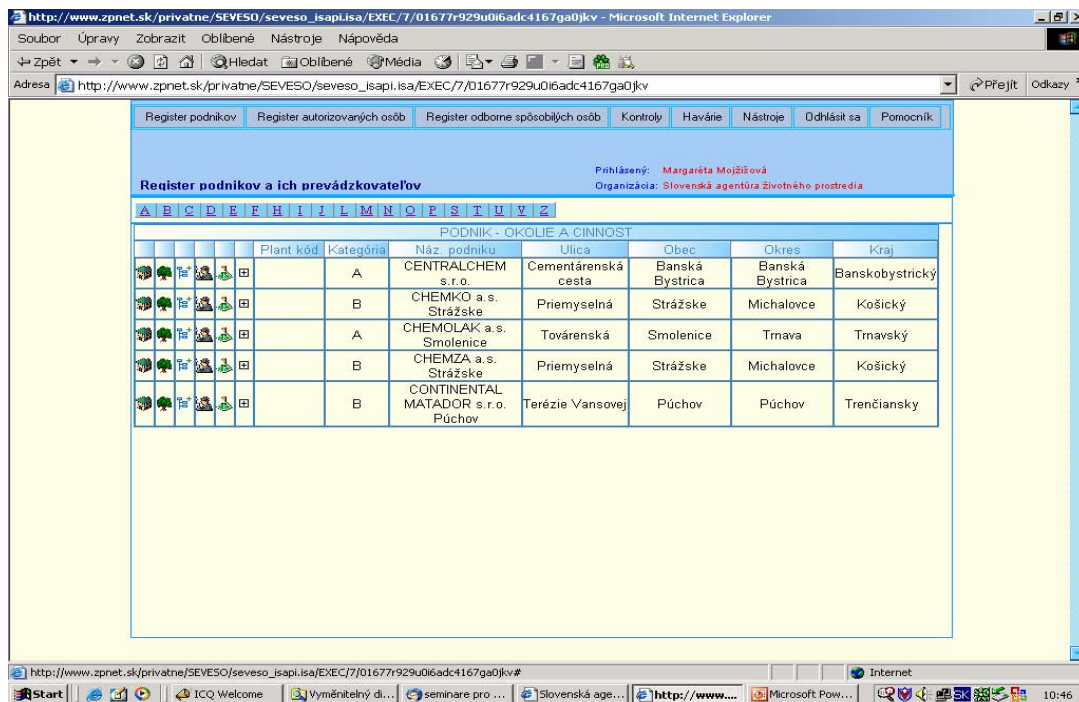 http://www.zpnet.sk/privatne/SEVESO/seveso_isapi.isa/EXEC/7/01677r929u0i6adc4167ga0jkv - Microsoft Internet Explorer
Soubor Úpravy Zobrazit Oblíbené Nástroje Nápověda
Zpět Hledat Oblíbené Média
Adresa http://www.zpnet.sk/privatne/SEVESO/seveso_isapi.isa/EXEC/7/01677r929u0i6adc4167ga0jkv Přejít Odkazy
Register podnikov Register autorizovaných osôb Register odborne spôsobilých osôb Kontroly Havárie Nástroje Odhlásit sa Pomocník
Prihlásený: Margaréta Mojžišová
Register podnikov a ich prevádzkovateľov Organizácia: Slovenská agentúra životného prostredia
A B C D E F H I J L M N O P S T U V Z
PODNIK - OKOLIE A CINNOST
Plant kód Kategória Náz. podniku Ulica Obec Okres Kraj
A CENTRALCHEM s.r.o. Cementárenská cesta Banská Bystrica Banská Bystrica Banskobystrický
B CHEMKO a.s. Strážske Priemyselná Strážske Michalovce Košický
A CHEMOLAK a.s. Smolenice Továrenská Smolenice Trnava Trnavský
B CHEMZA a.s. Strážske Priemyselná Strážske Michalovce Košický
B CONTINENTAL MATADOR s.r.o. Púchov Terézie Vansovej Púchov Púchov Trenčiansky
http://www.zpnet.sk/privatne/SEVESO/seveso_isapi.isa/EXEC/7/01677r929u0i6adc4167ga0jkv# Internet
Start ICQ Welcome Vyměnitelný di... seminare pro ... Slovenská age... http://www.... Microsoft Pow... SK 10:46